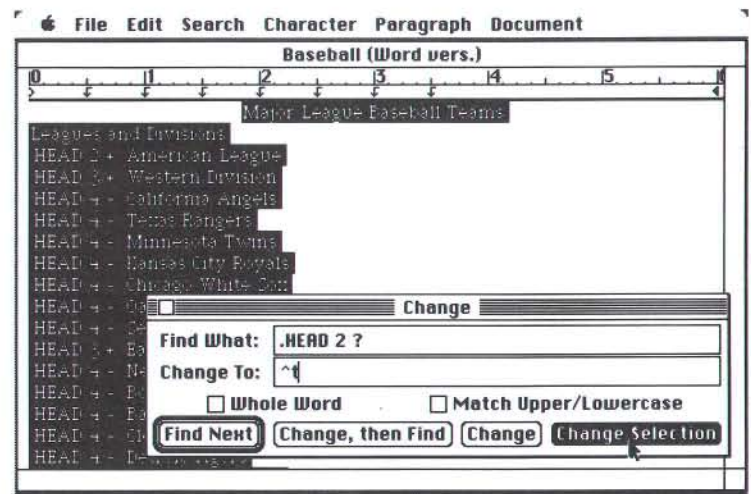 File Edit Search Character Paragraph Document
Baseball (Word vers.)
0 1 2 3 4 5
Major League Baseball Teams
Leagues and Divisions
HEAD 2 + American League
HEAD 3 + Western Division
HEAD 4 - California Angels
HEAD 4 - Texas Rangers
HEAD 4 - Minnesota Twins
HEAD 4 - Kansas City Royals
HEAD 4 - Chicago White Sox
HEAD 4 -
Change
HEAD 4 -
Find What: .HEAD 2 ?
HEAD 3 +
Change To: ^t
HEAD 4 -
HEAD 4 -
Whole Word Match Upper/Lowercase
HEAD 4 -
HEAD 4 -
Find Next Change, then Find Change Change Selection
HEAD 4 -